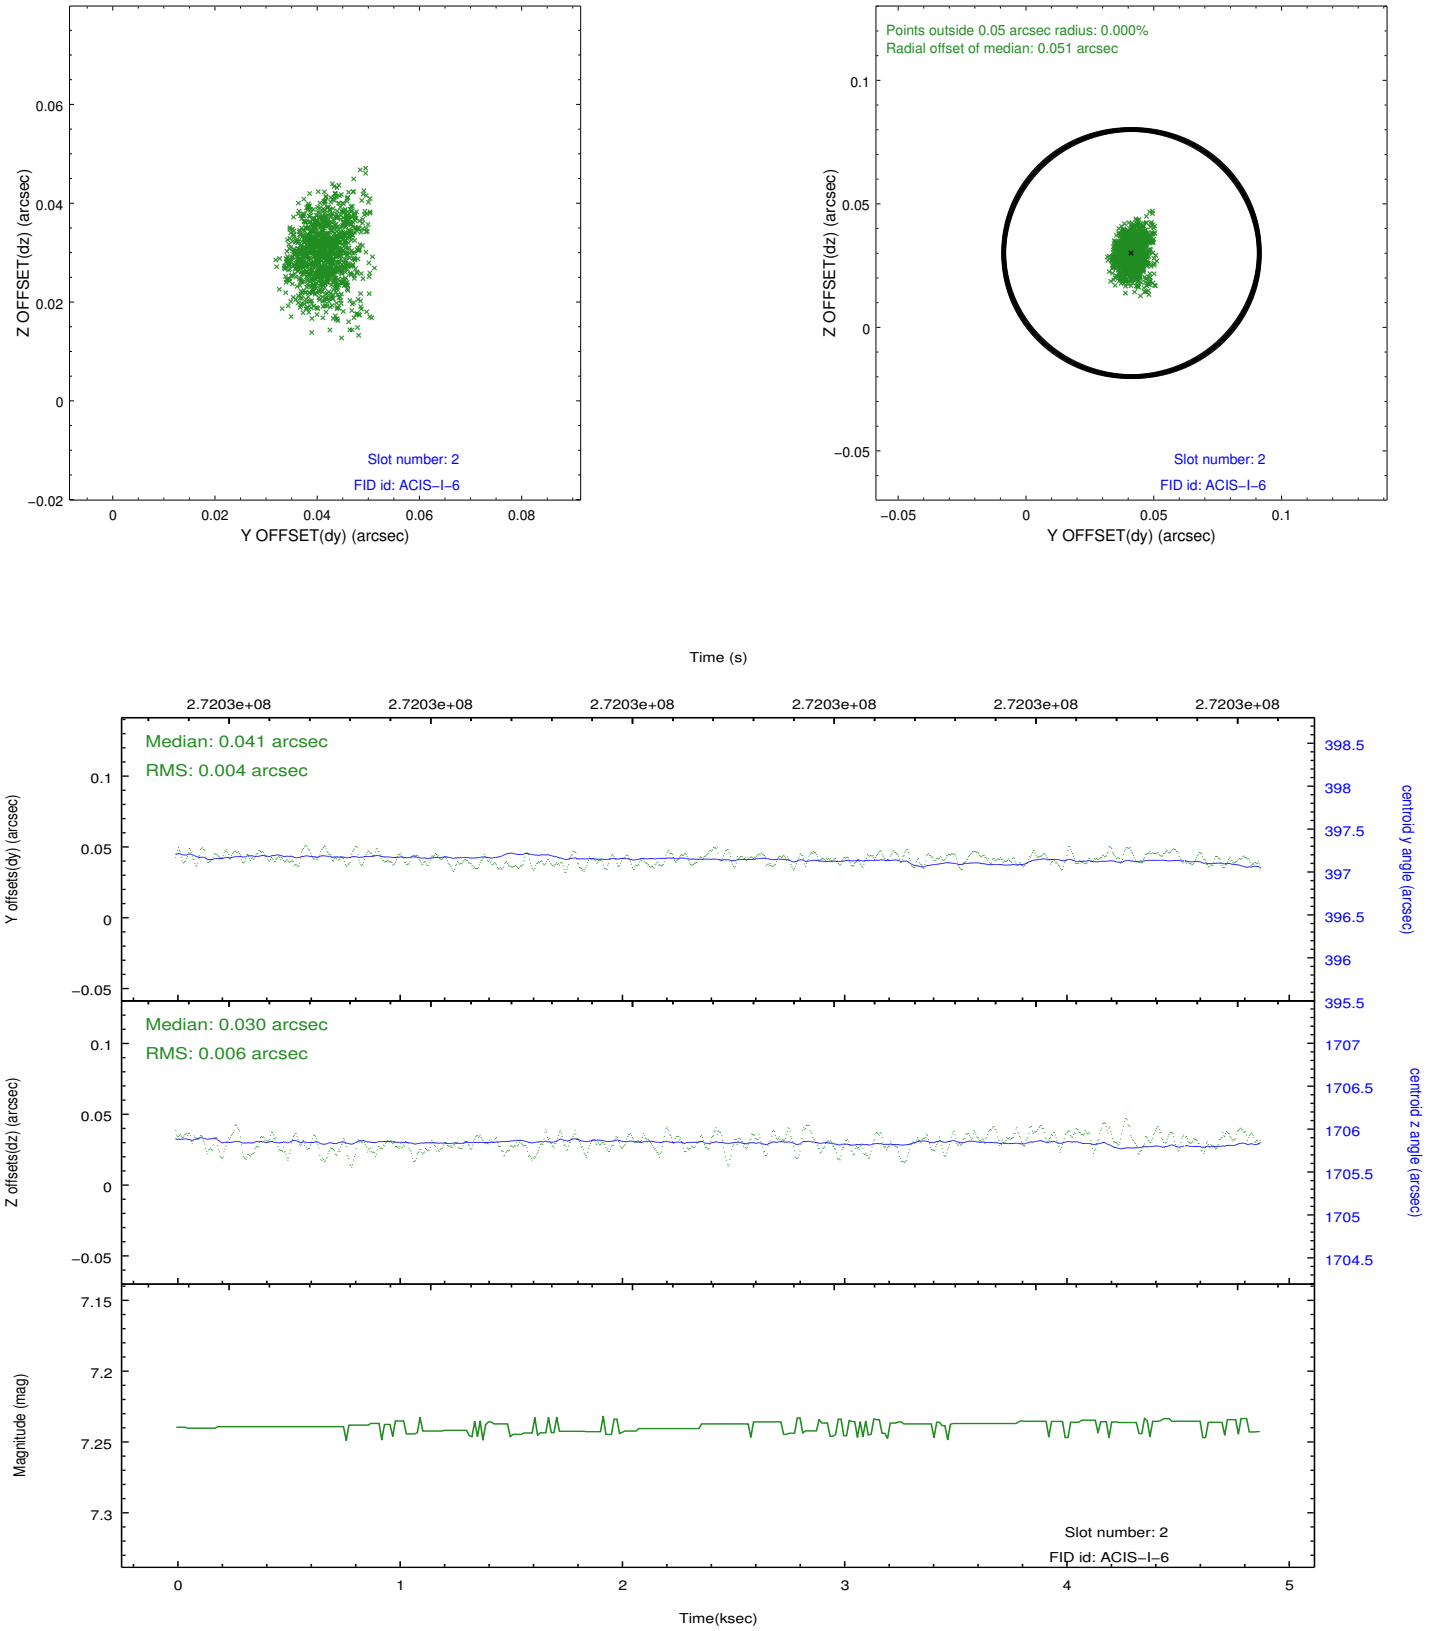 0.06
0.04
0.02
0
−0.02
Z OFFSET(dz) (arcsec)
Slot number: 2
FID id: ACIS−I−6
0
0.02
0.04
0.06
0.08
Y OFFSET(dy) (arcsec)
Points outside 0.05 arcsec radius: 0.000%
Radial offset of median: 0.051 arcsec
0.1
0.05
0
−0.05
Z OFFSET(dz) (arcsec)
Slot number: 2
FID id: ACIS−I−6
−0.05
0
0.05
0.1
Y OFFSET(dy) (arcsec)
Time (s)
2.7203e+08
2.7203e+08
2.7203e+08
2.7203e+08
2.7203e+08
2.7203e+08
Median: 0.041 arcsec
RMS: 0.004 arcsec
0.1
0.05
0
−0.05
Y offsets(dy) (arcsec)
398.5
398
397.5
397
396.5
396
395.5
centroid y angle (arcsec)
Median: 0.030 arcsec
RMS: 0.006 arcsec
0.1
0.05
0
−0.05
Z offsets(dz) (arcsec)
1707
1706.5
1706
1705.5
1705
1704.5
centroid z angle (arcsec)
7.15
7.2
7.25
7.3
Magnitude (mag)
Slot number: 2
FID id: ACIS−I−6
0
1
2
3
4
5
Time(ksec)